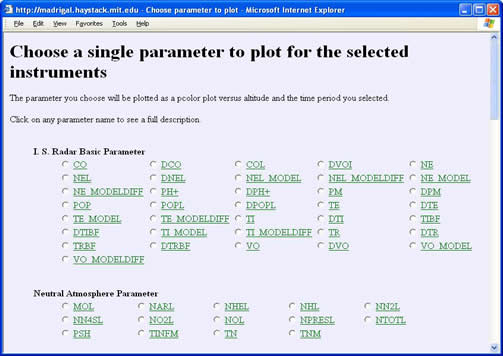 http://madrigal.haystack.mit.edu - Choose parameter to plot - Microsoft Internet Explorer
File Edit View Favorites Tools Help
Choose a single parameter to plot for the selected
instruments
The parameter you choose will be plotted as a pcolor plot versus altitude and the time period you selected.
Click on any parameter name to see a full description.
I. S. Radar Basic Parameter
CO DCO COL DVOI NE
NEL DNEL NEL_MODEL NEL_MODELDIFF NE_MODEL
NE_MODELDIFF PH+ DPH+ PM DPM
POP POPL DPOPL TE DTE
TE_MODEL TE_MODELDIFF TI DTI TIBF
DTIBF TI_MODEL TI_MODELDIFF TR DTR
TRBF DTRBF VO DVO VO_MODEL
VO_MODELDIFF
Neutral Atmosphere Parameter
MOL NARL NHEL NHL NN2L
NN4SL NO2L NOL NPRESL NTOTL
PSH TINFM TN TNM